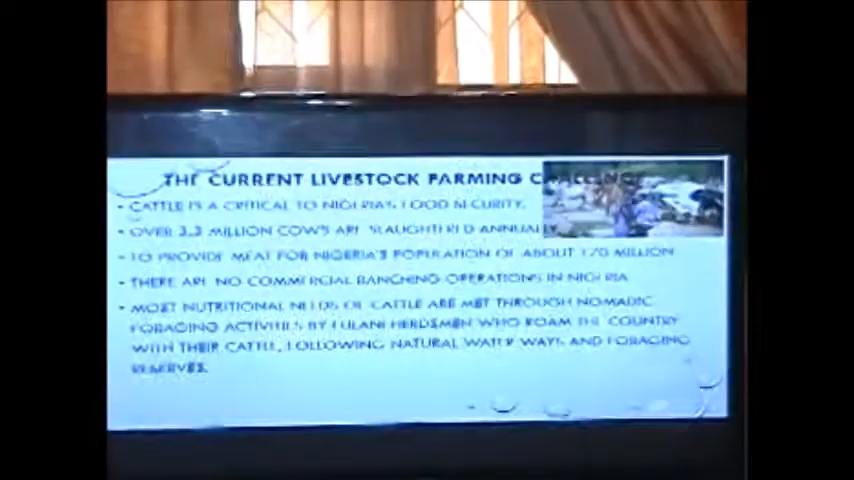 THE CURRENT LIVESTOCK FARMING CHALLENGE
• CATTLE IS A CRITICAL TO NIGERIA'S FOOD SECURITY.
• OVER 3.3 MILLION COWS ARE SLAUGHTERED ANNUALLY
• TO PROVIDE MEAT FOR NIGERIA'S POPULATION OF ABOUT 170 MILLION
• THERE ARE NO COMMERCIAL RANCHING OPERATIONS IN NIGERIA
• MOST NUTRITIONAL NEEDS OF CATTLE ARE MET THROUGH NOMADIC
FORAGING ACTIVITIES BY FULANI HERDSMEN WHO ROAM THE COUNTRY
WITH THEIR CATTLE, FOLLOWING NATURAL WATER WAYS AND FORAGING
RESERVES.